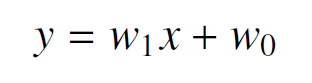 y = w₁x + w₀